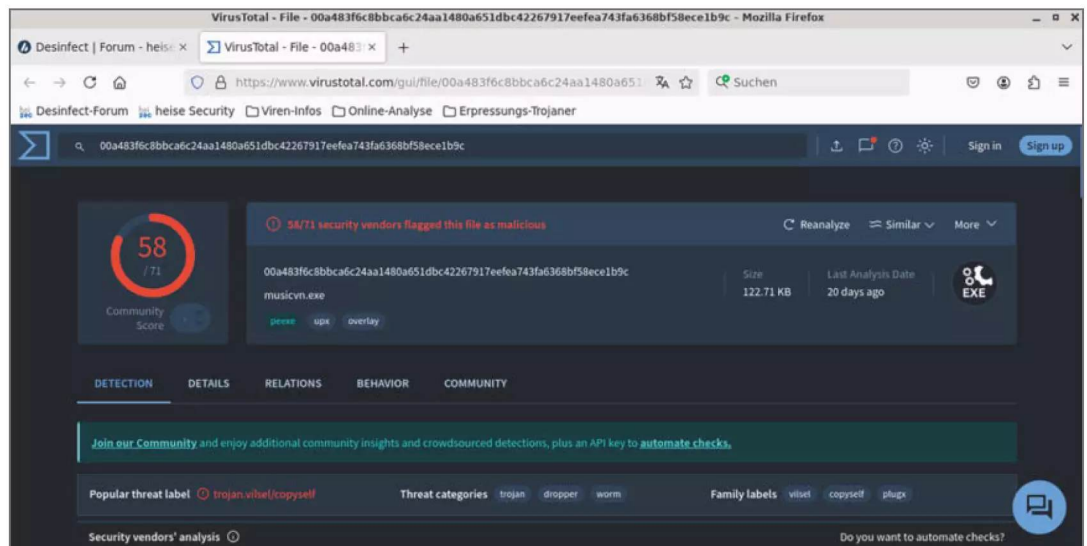 VirusTotal - File - 00a483f6c8bbca6c24aa1480a651dbc42267917eefea743fa6368bf58ece1b9c - Mozilla Firefox
Desinfect | Forum - heise
VirusTotal - File - 00a483
https://www.virustotal.com/gui/file/00a483f6c8bbca6c24aa1480a651
Suchen
Desinfect-Forum heise Security Viren-Infos Online-Analyse Erpressungs-Trojaner
00a483f6c8bbca6c24aa1480a651dbc42267917eefea743fa6368bf58ece1b9c
Sign in Sign up
58
/ 71
Community
Score
58/71 security vendors flagged this file as malicious
Reanalyze Similar More
00a483f6c8bbca6c24aa1480a651dbc42267917eefea743fa6368bf58ece1b9c
musicvn.exe
peexe upx overlay
Size
122.71 KB
Last Analysis Date
20 days ago
EXE
DETECTION DETAILS RELATIONS BEHAVIOR COMMUNITY
Join our Community and enjoy additional community insights and crowdsourced detections, plus an API key to automate checks.
Popular threat label trojan.vilsel/copyself Threat categories trojan dropper worm Family labels vilsel copyself plugx
Security vendors' analysis Do you want to automate checks?